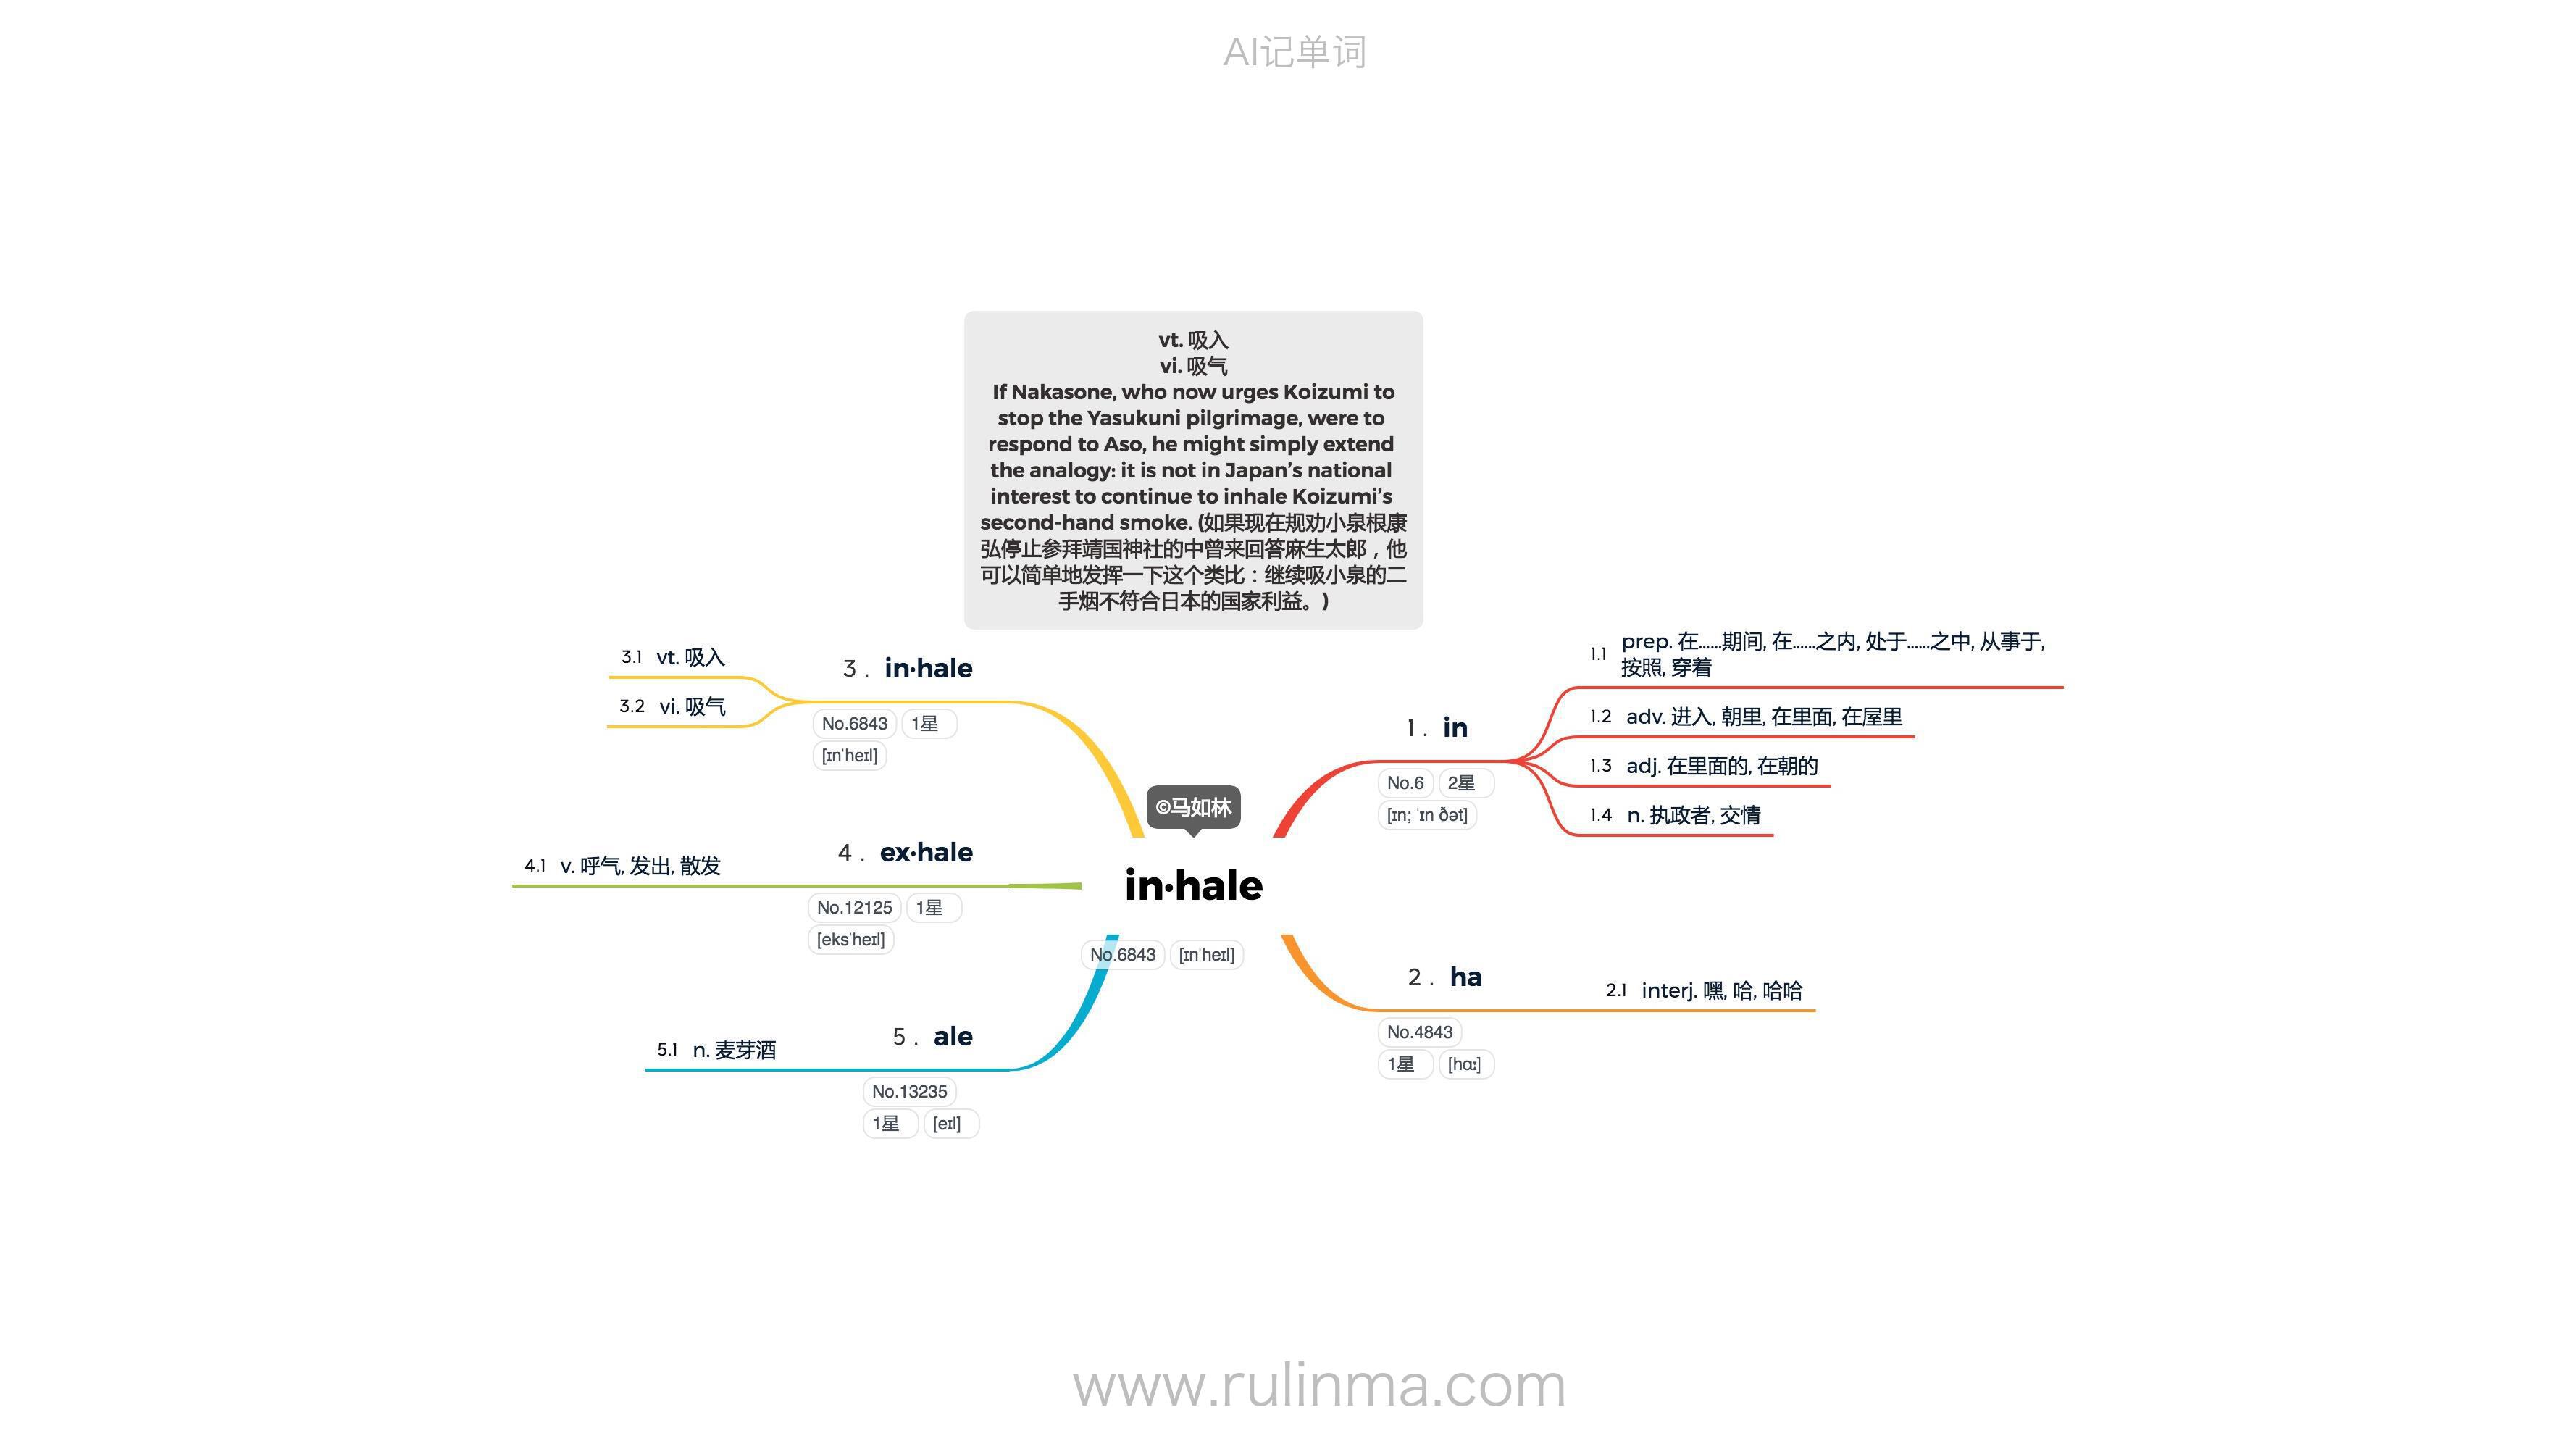 AI记单词
vt. 吸入
vi. 吸气
If Nakasone, who now urges Koizumi to
stop the Yasukuni pilgrimage, were to
respond to Aso, he might simply extend
the analogy: it is not in Japan’s national
interest to continue to inhale Koizumi’s
second-hand smoke. (如果现在规劝小泉根康
弘停止参拜靖国神社的中曾来回答麻生太郎，他
可以简单地发挥一下这个类比：继续吸小泉的二
手烟不符合日本的国家利益。)
©马如林
in·hale
No.6843 [ɪnˈheɪl]
1. in
No.6 2星
[ɪn; ˈɪn ðət]
1.1 prep. 在……期间, 在……之内, 处于……之中, 从事于,
按照, 穿着
1.2 adv. 进入, 朝里, 在里面, 在屋里
1.3 adj. 在里面的, 在朝的
1.4 n. 执政者, 交情
2. ha
No.4843
1星 [hɑː]
2.1 interj. 嘿, 哈, 哈哈
3. in·hale
No.6843 1星
[ɪnˈheɪl]
3.1 vt. 吸入
3.2 vi. 吸气
4. ex·hale
No.12125 1星
[eksˈheɪl]
4.1 v. 呼气, 发出, 散发
5. ale
No.13235
1星 [eɪl]
5.1 n. 麦芽酒
www.rulinma.com